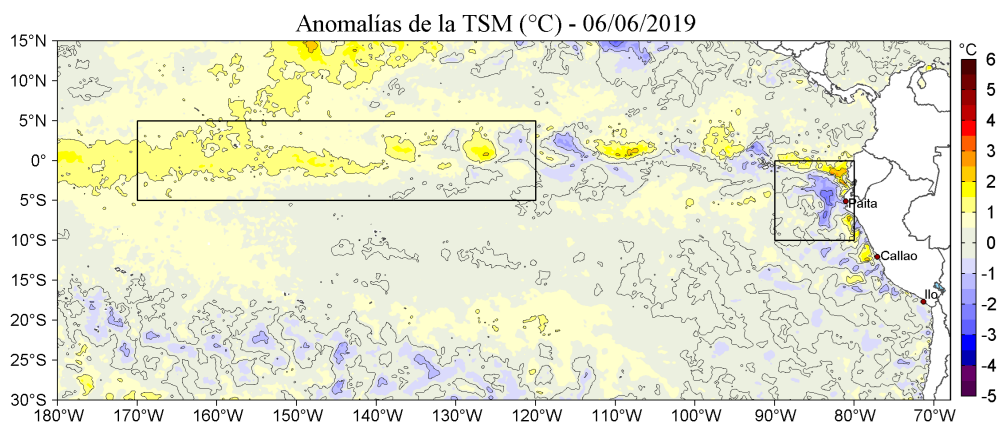 Anomalías de la TSM (°C) - 06/06/2019
15°N
10°N
5°N
0°
5°S
10°S
15°S
20°S
25°S
30°S
180°W
170°W
160°W
150°W
140°W
130°W
120°W
110°W
100°W
90°W
80°W
70°W
Paita
Callao
Ilo
°C
6
5
4
3
2
1
0
-1
-2
-3
-4
-5